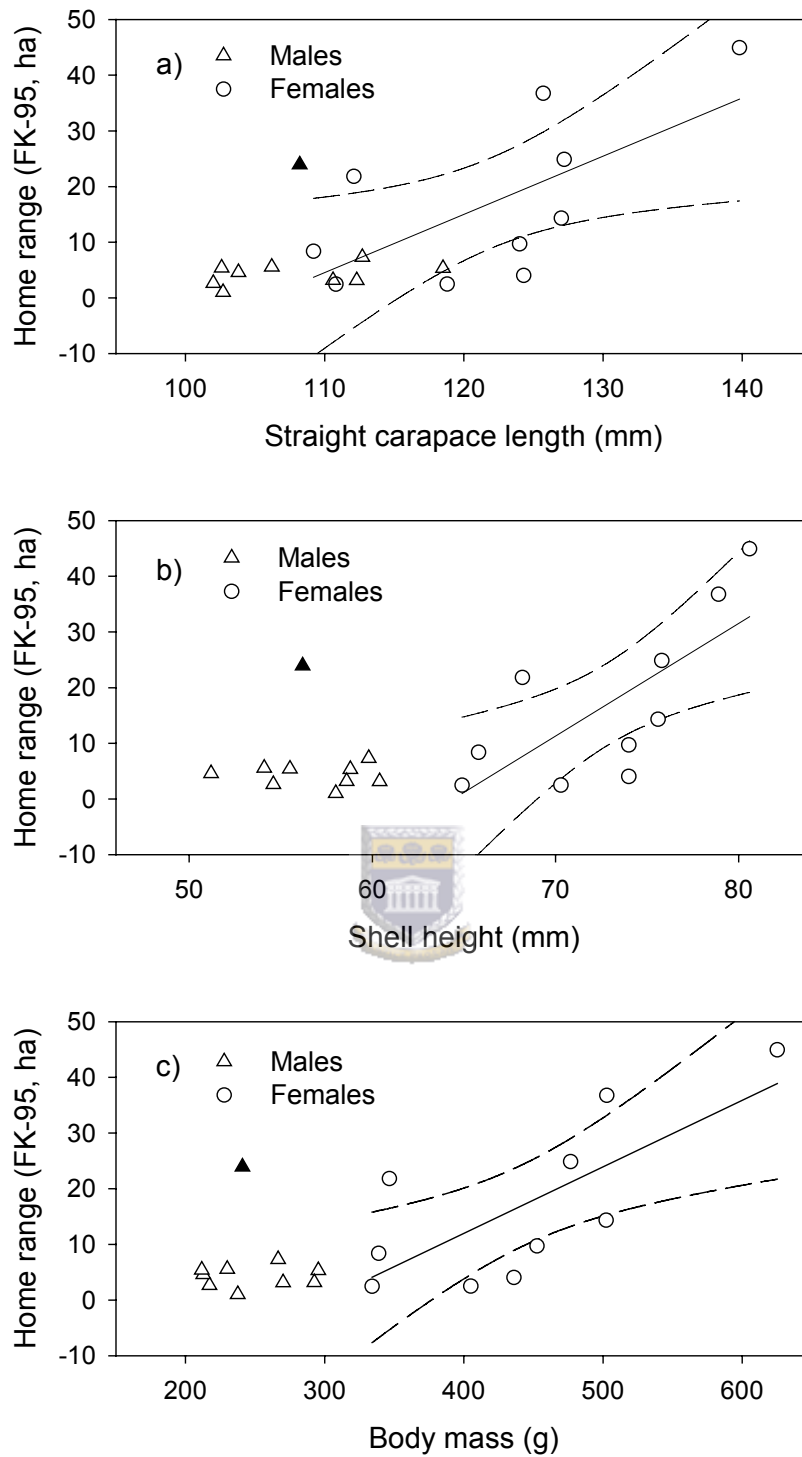 50
40
30
20
10
0
-10
Home range (FK-95, ha)
a)
Males
Females
100 110 120 130 140
Straight carapace length (mm)
50
40
30
20
10
0
-10
Home range (FK-95, ha)
b)
Males
Females
50 60 70 80
Shell height (mm)
50
40
30
20
10
0
-10
Home range (FK-95, ha)
c)
Males
Females
200 300 400 500 600
Body mass (g)